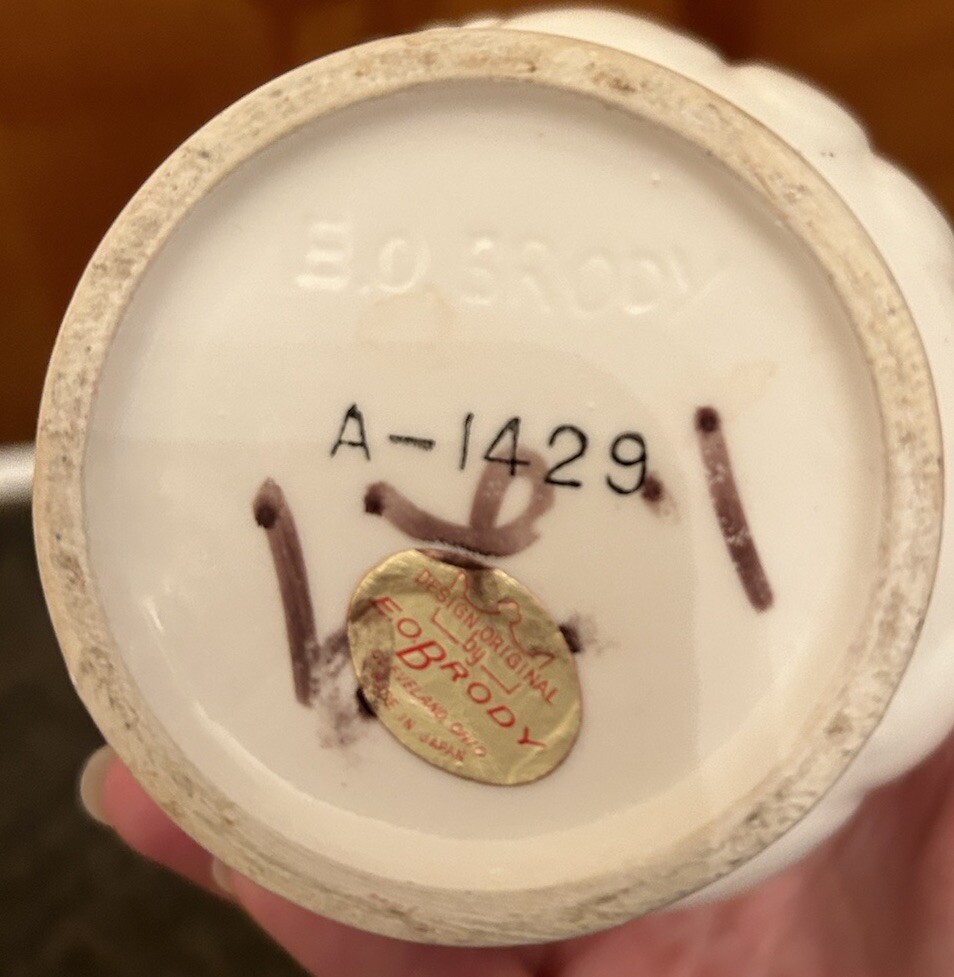 E.O. BRODY
A-1429
DESIGN ORIGINAL
by
E.O. BRODY
CLEVELAND, OHIO
MADE IN JAPAN